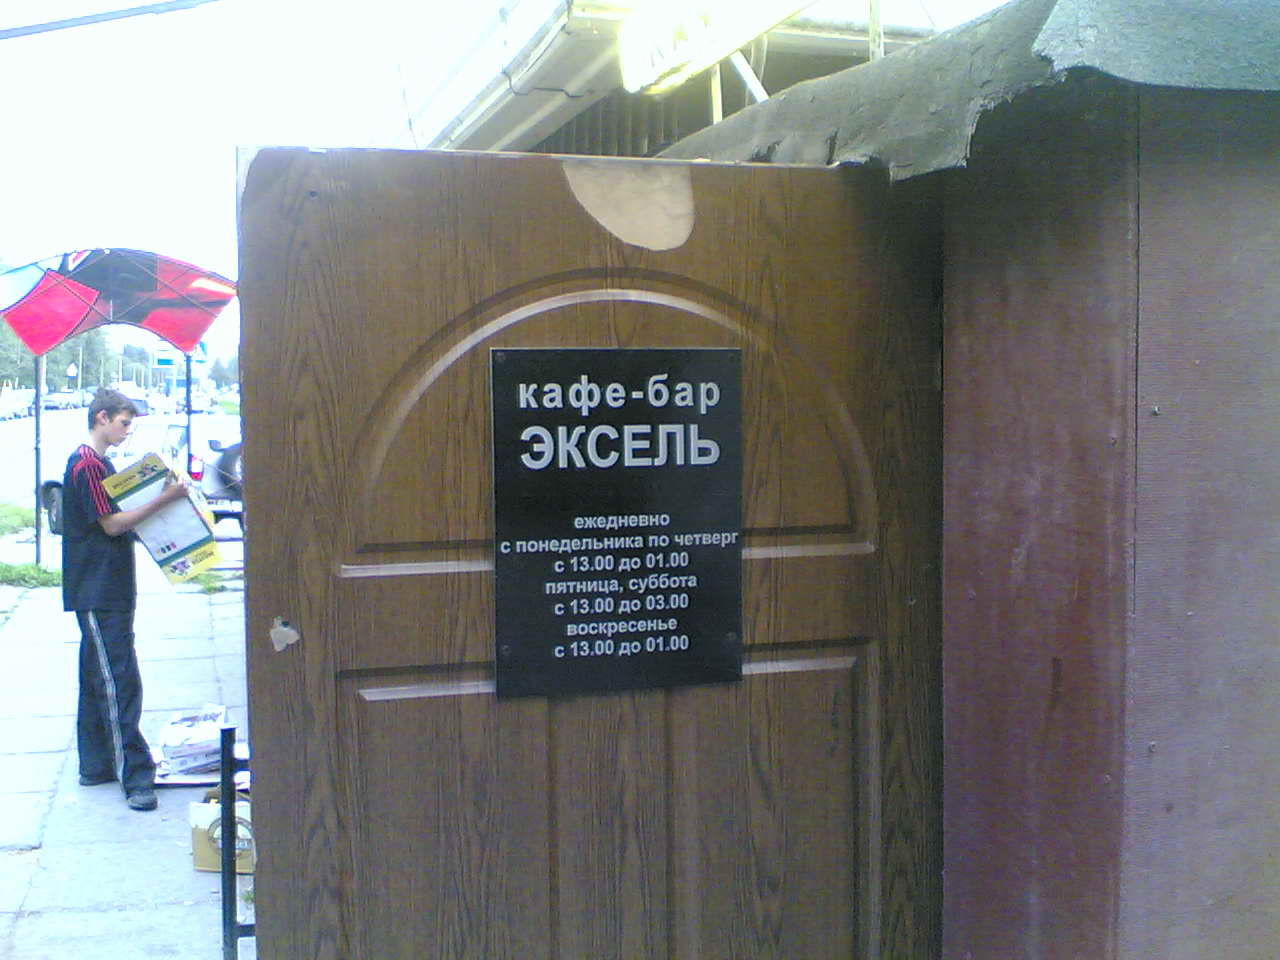 кафе-бар
ЭКСЕЛЬ
ежедневно
с понедельника по четверг
с 13.00 до 01.00
пятница, суббота
с 13.00 до 03.00
воскресенье
с 13.00 до 01.00